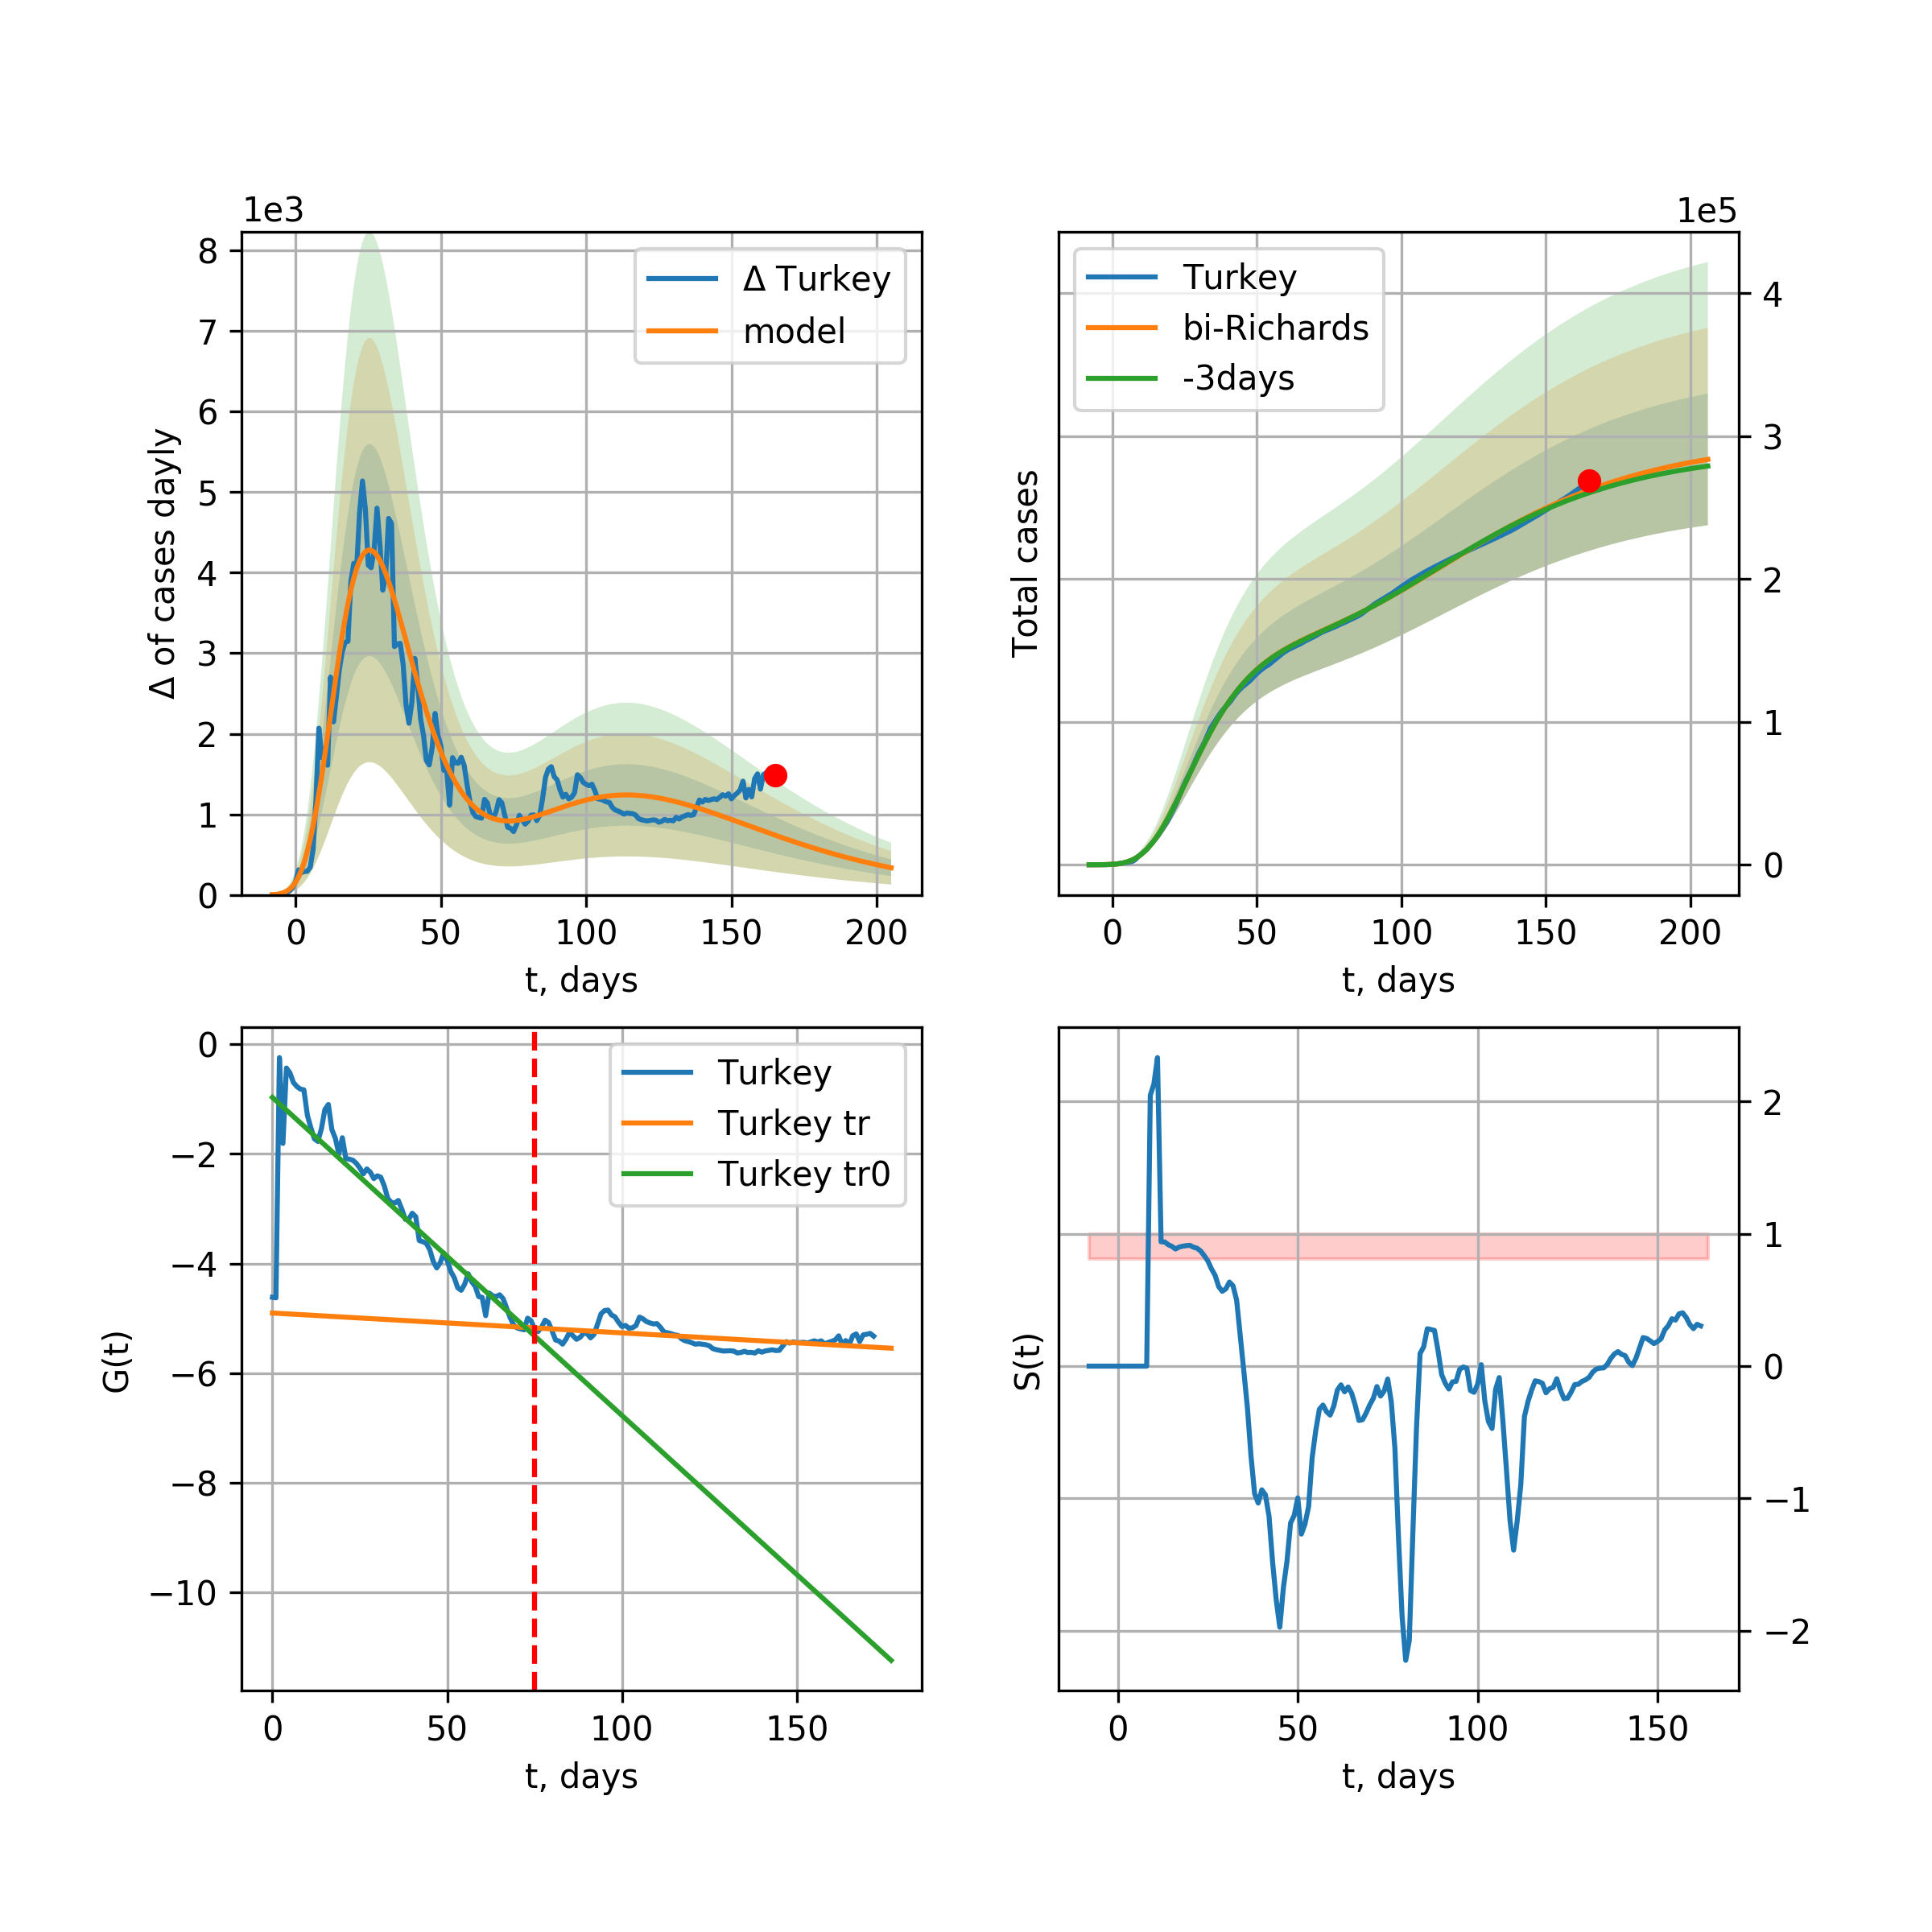 1e3
8
7
6
5
4
3
2
1
0
Δ of cases dayly
Δ Turkey
model
0 50 100 150 200
t, days
1e5
Turkey
bi-Richards
-3days
Total cases
4
3
2
1
0
0 50 100 150 200
t, days
0
−2
−4
−6
−8
−10
G(t)
Turkey
Turkey tr
Turkey tr0
0 50 100 150
t, days
S(t)
2
1
0
−1
−2
0 50 100 150
t, days